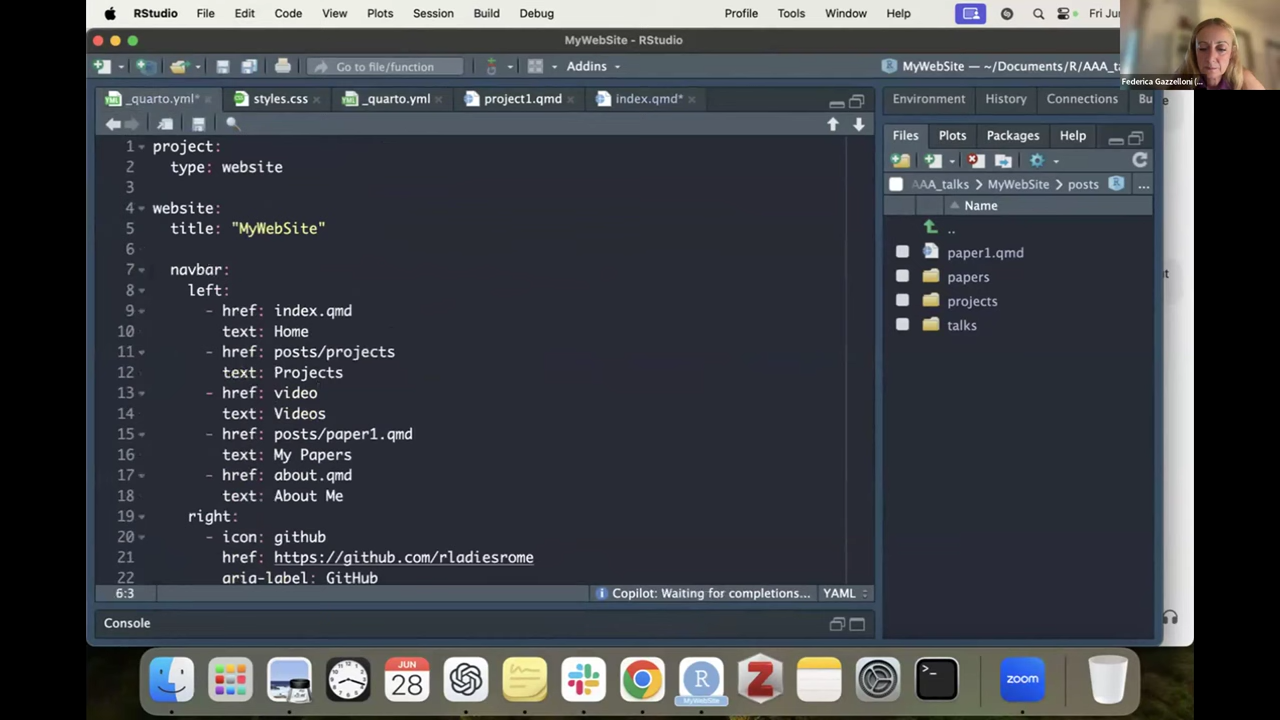 RStudio File Edit Code View Plots Session Build Debug Profile Tools Window Help Fri Jun
MyWebSite - RStudio
Federica Gazzelloni (...
Go to file/function Addins MyWebSite — ~/Documents/R/AAA_t
_quarto.yml* styles.css _quarto.yml project1.qmd index.qmd*
Environment History Connections Bu
Files Plots Packages Help
AAA_talks > MyWebSite > posts ...
Name
..
paper1.qmd
papers
projects
talks
1 project:
2 type: website
3
4 website:
5 title: "MyWebSite"
6
7 navbar:
8 left:
9 - href: index.qmd
10 text: Home
11 - href: posts/projects
12 text: Projects
13 - href: video
14 text: Videos
15 - href: posts/paper1.qmd
16 text: My Papers
17 - href: about.qmd
18 text: About Me
19 right:
20 - icon: github
21 href: https://github.com/rladiesrome
22 aria-label: GitHub
6:3 Copilot: Waiting for completions... YAML
Console
JUN
28
R
MyWebSite
Z
>_
zoom